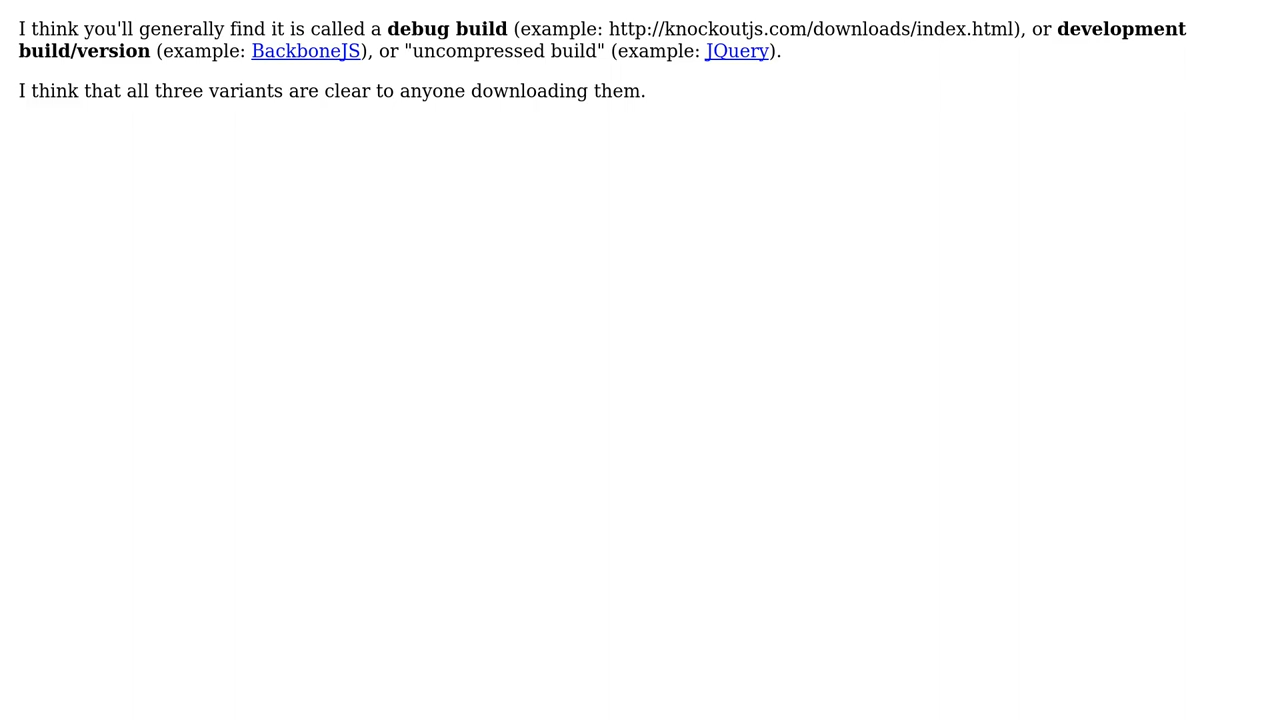 I think you'll generally find it is called a debug build (example: http://knockoutjs.com/downloads/index.html), or development
build/version (example: BackboneJS), or "uncompressed build" (example: JQuery).
I think that all three variants are clear to anyone downloading them.